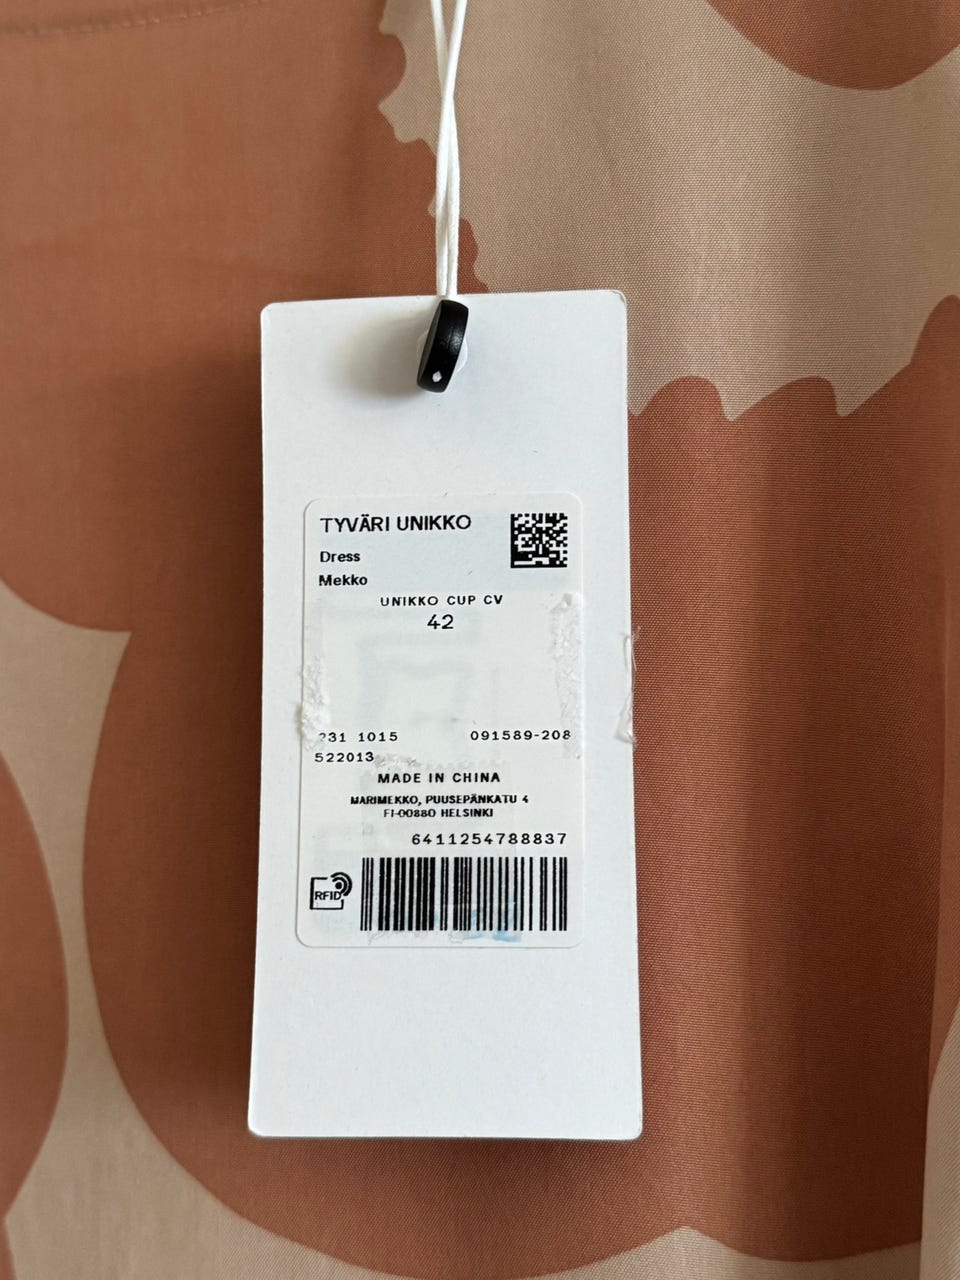 TYVÄRI UNIKKO
Dress
Mekko
UNIKKO CUP CV
42
231 1015 091589-208
522013
MADE IN CHINA
MARIMEKKO, PUUSEPÄNKATU 4
FI-00880 HELSINKI
6411254788837
RFID